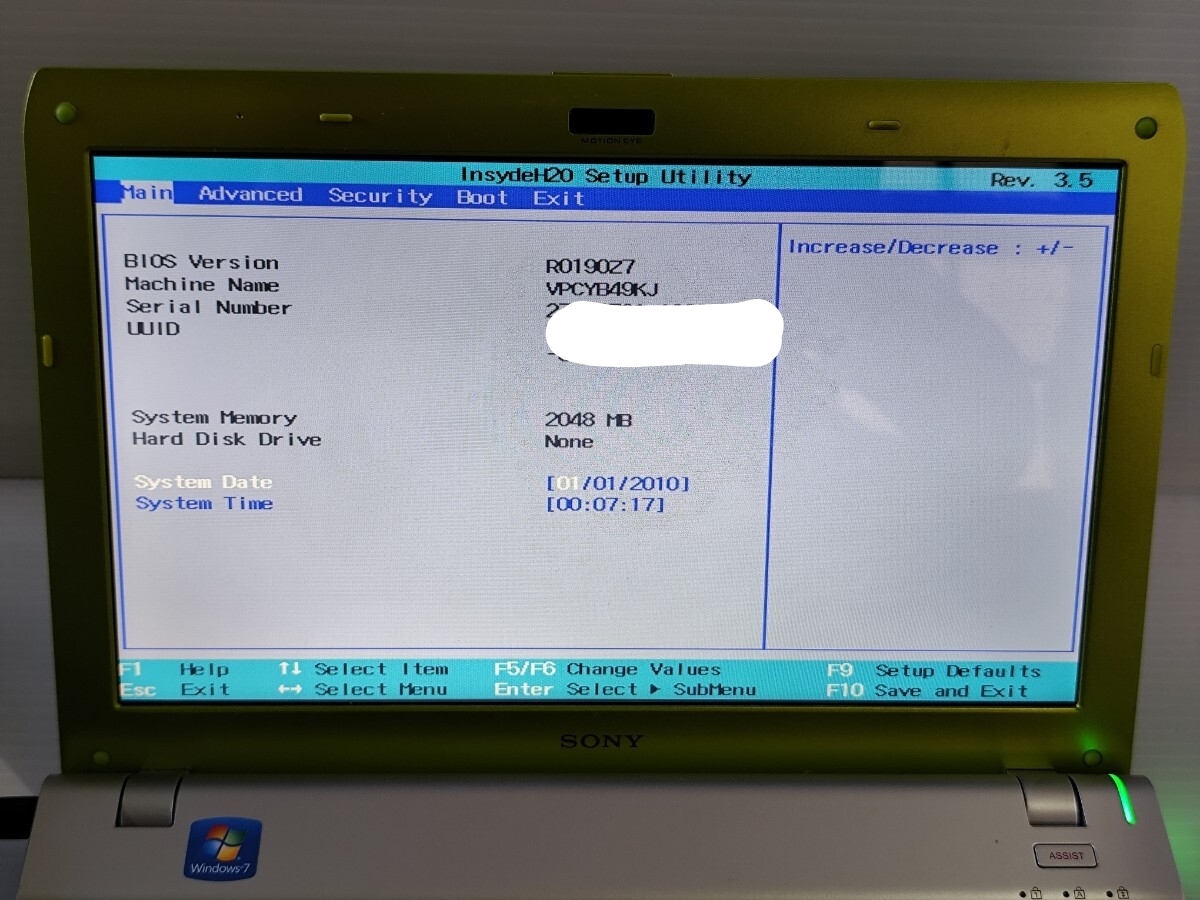 MOTION EYE
InsydeH2O Setup Utility Rev. 3.5
Main Advanced Security Boot Exit
Increase/Decrease : +/-
BIOS Version R0190Z7
Machine Name VPCYB49KJ
Serial Number
UUID
System Memory 2048 MB
Hard Disk Drive None
System Date [01/01/2010]
System Time [00:07:17]
F1 Help ↑↓ Select Item F5/F6 Change Values F9 Setup Defaults
Esc Exit ←→ Select Menu Enter Select ▶ SubMenu F10 Save and Exit
SONY
Windows 7
ASSIST